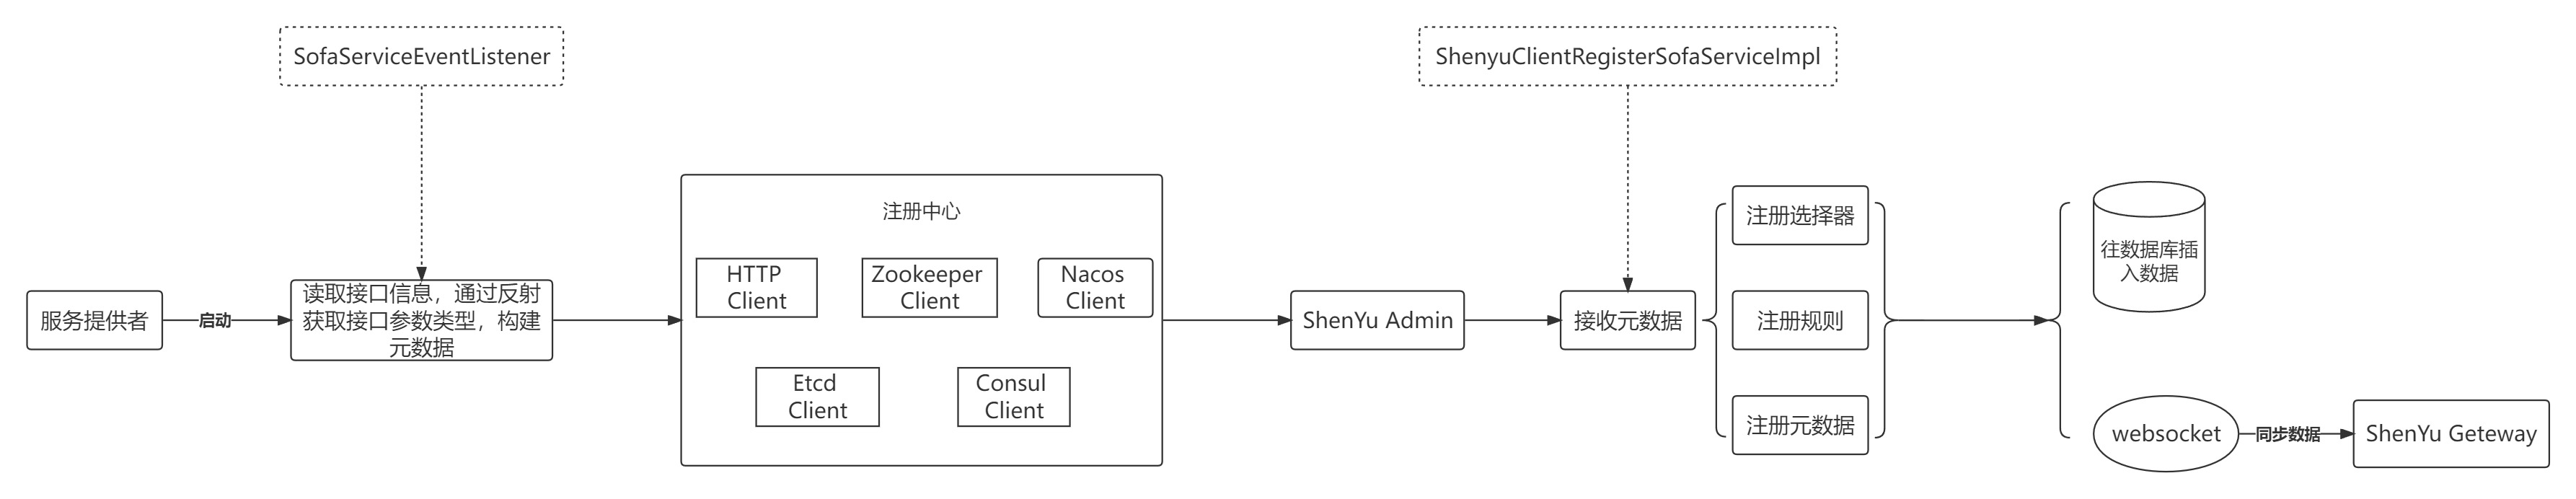 SofaServiceEventListener
ShenyuClientRegisterSofaServiceImpl
服务提供者
启动
读取接口信息，通过反射
获取接口参数类型，构建
元数据
注册中心
HTTP
Client
Zookeeper
Client
Nacos
Client
Etcd
Client
Consul
Client
ShenYu Admin
接收元数据
注册选择器
注册规则
注册元数据
往数据库插
入数据
websocket
同步数据
ShenYu Geteway